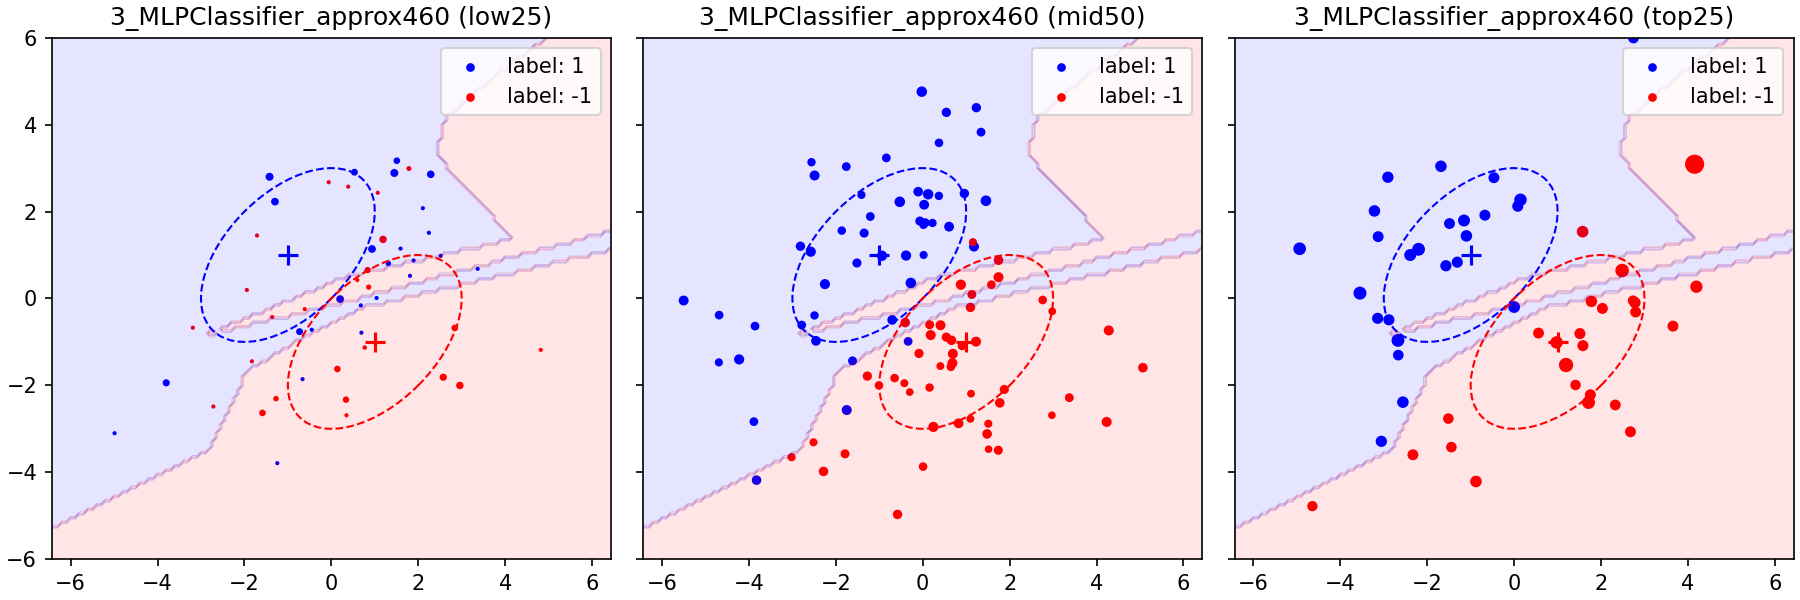 3_MLPClassifier_approx460 (low25)
3_MLPClassifier_approx460 (mid50)
3_MLPClassifier_approx460 (top25)
label: 1
label: -1
label: 1
label: -1
label: 1
label: -1
6
4
2
0
−2
−4
−6
−6 −4 −2 0 2 4 6
−6 −4 −2 0 2 4 6
−6 −4 −2 0 2 4 6